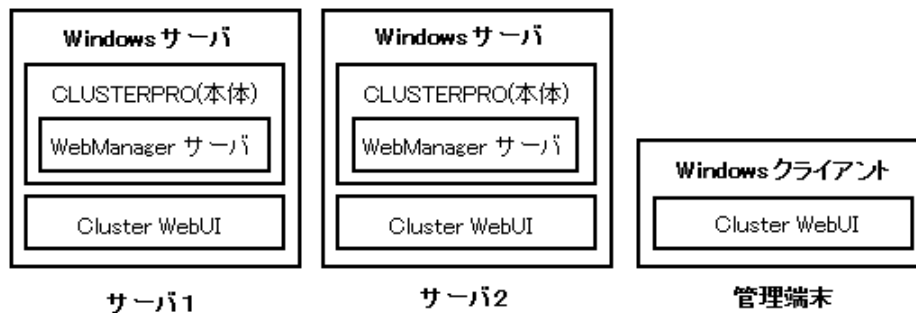 Windowsサーバ
CLUSTERPRO(本体)
WebManager サーバ
Cluster WebUI
サーバ1
Windowsサーバ
CLUSTERPRO(本体)
WebManager サーバ
Cluster WebUI
サーバ2
Windowsクライアント
Cluster WebUI
管理端末